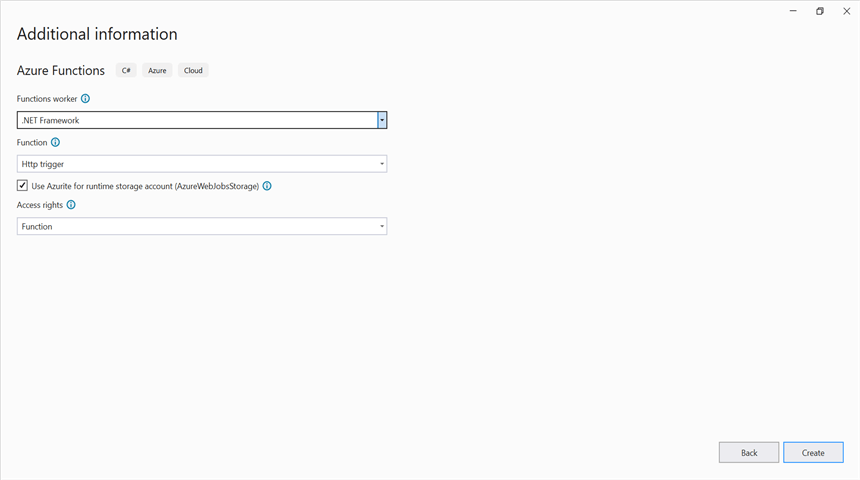 Additional information
Azure Functions C# Azure Cloud
Functions worker
.NET Framework
Function
Http trigger
Use Azurite for runtime storage account (AzureWebJobsStorage)
Access rights
Function
Back Create